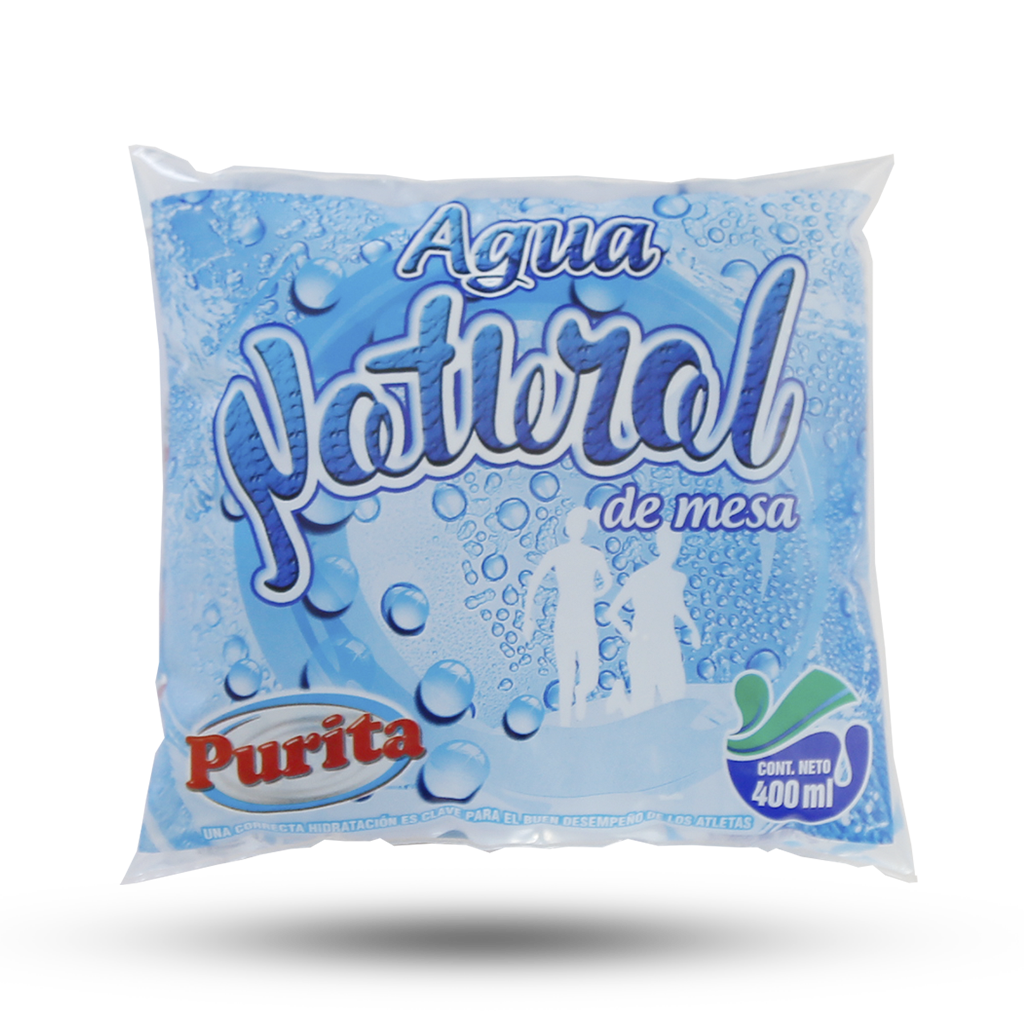 Agua
Natural
de mesa
Purita
CONT. NETO
400 ml
UNA CORRECTA HIDRATACIÓN ES CLAVE PARA EL BUEN DESEMPEÑO DE LOS ATLETAS